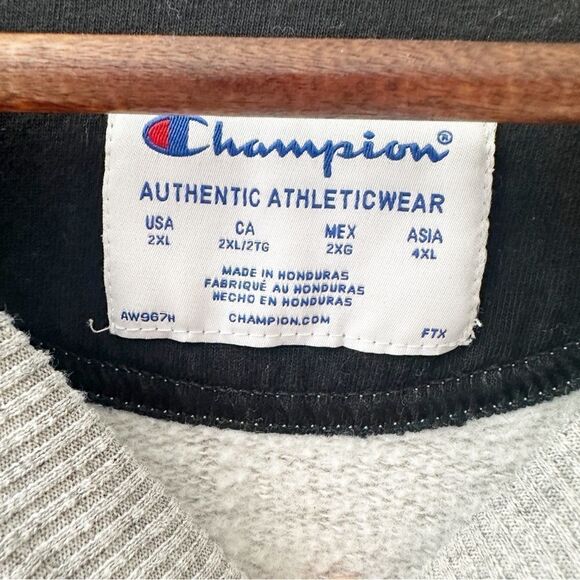 Champion®
AUTHENTIC ATHLETICWEAR
USA CA MEX ASIA
2XL 2XL/2TG 2XG 4XL
MADE IN HONDURAS
FABRIQUÉ AU HONDURAS
HECHO EN HONDURAS
AW967H CHAMPION.COM FTX